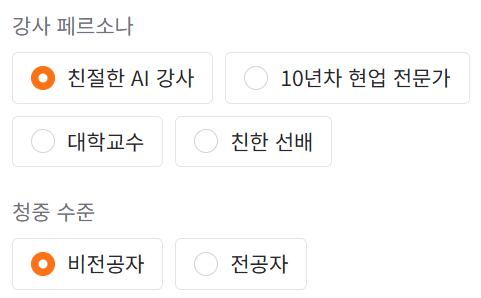 강사 페르소나
친절한 AI 강사 10년차 현업 전문가
대학교수 친한 선배
청중 수준
비전공자 전공자